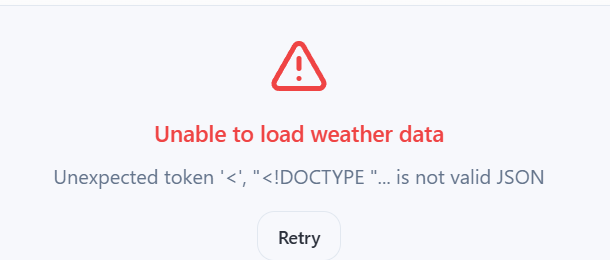 Unable to load weather data
Unexpected token '<', "<!DOCTYPE "... is not valid JSON
Retry